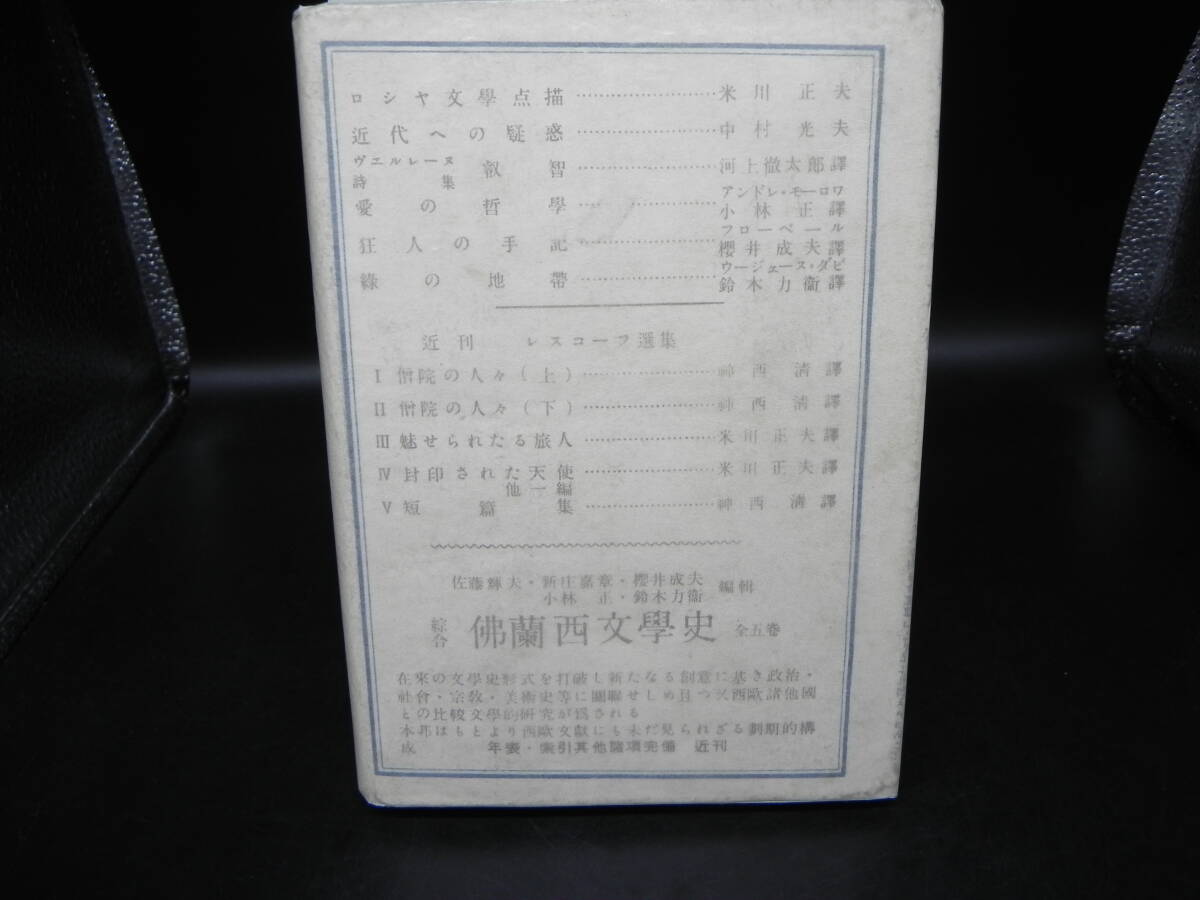 ロシヤ文學点描……………………米川正夫
近代への疑惑……………………中村光夫
ヴエルレーヌ詩集 叡智……………………河上徹太郎譯
愛の哲學……………………アンドレ・モーロワ 小林正譯
狂人の手記……………………フローベール 櫻井成夫譯
綠の地帶……………………ウージェーヌ・ダビ 鈴木力衞譯
近刊 レスコーフ選集
Ⅰ 僧院の人々(上)……………………神西淸譯
Ⅱ 僧院の人々(下)……………………神西淸譯
Ⅲ 魅せられたる旅人……………………米川正夫譯
Ⅳ 封印された天使 他一編……………………米川正夫譯
Ⅴ 短篇集……………………神西淸譯
佐藤輝夫・新庄嘉章・櫻井成夫
小林正・鈴木力衞 編輯
綜合 佛蘭西文學史 全五卷
在來の文學史形式を打破し新たなる創意に基き政治・
社會・宗敎・美術史等に關聯せしめ且つ又西歐諸他國
との比較文學的硏究が爲される
本邦はもとより西歐文獻にも未だ見られざる劃期的構
成 年表・索引其他諸項完備 近刊